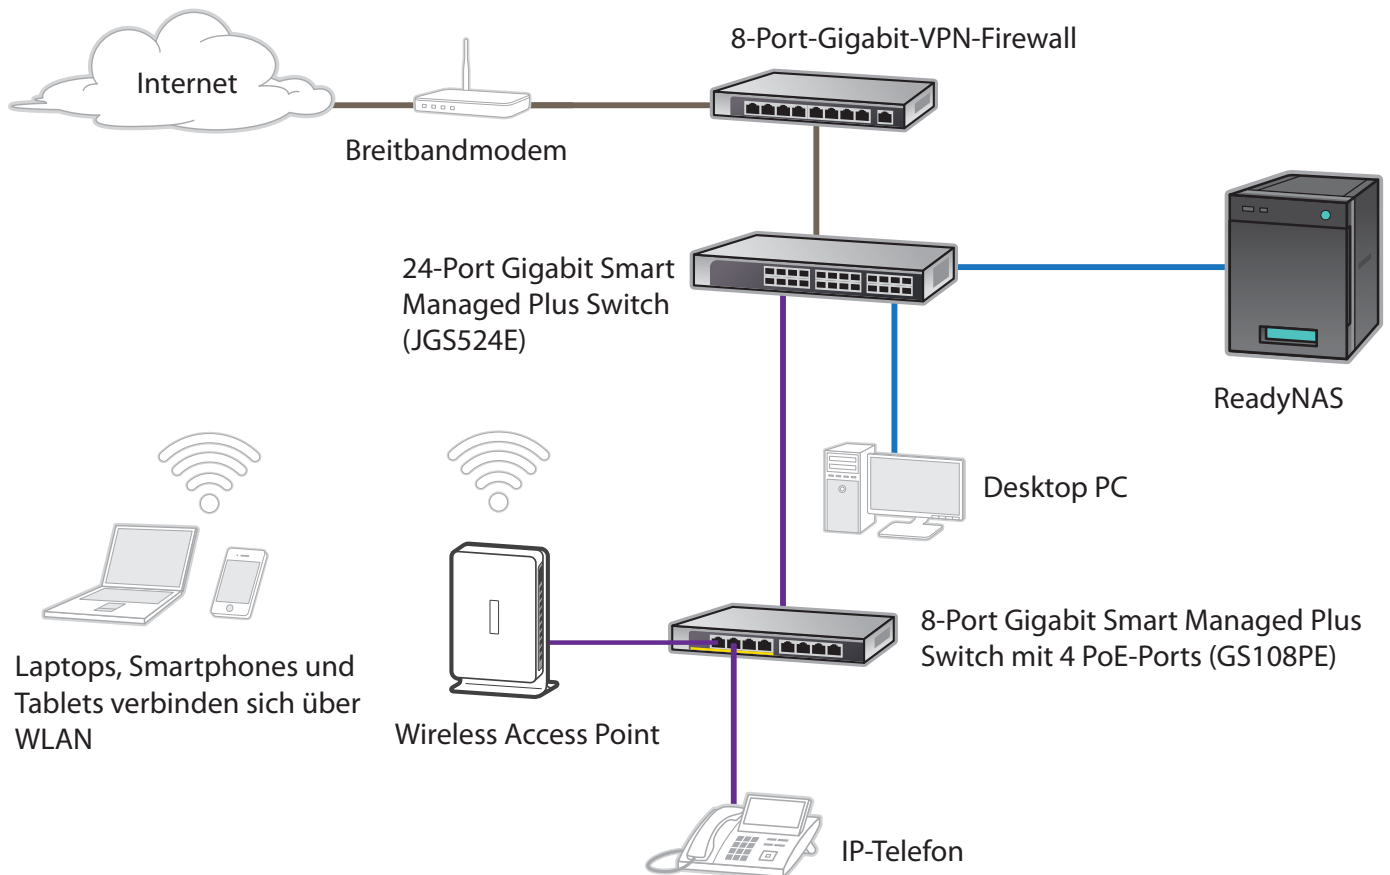 8-Port-Gigabit-VPN-Firewall
Internet
Breitbandmodem
24-Port Gigabit Smart
Managed Plus Switch
(JGS524E)
ReadyNAS
Desktop PC
8-Port Gigabit Smart Managed Plus
Switch mit 4 PoE-Ports (GS108PE)
Laptops, Smartphones und
Tablets verbinden sich über
WLAN
Wireless Access Point
IP-Telefon